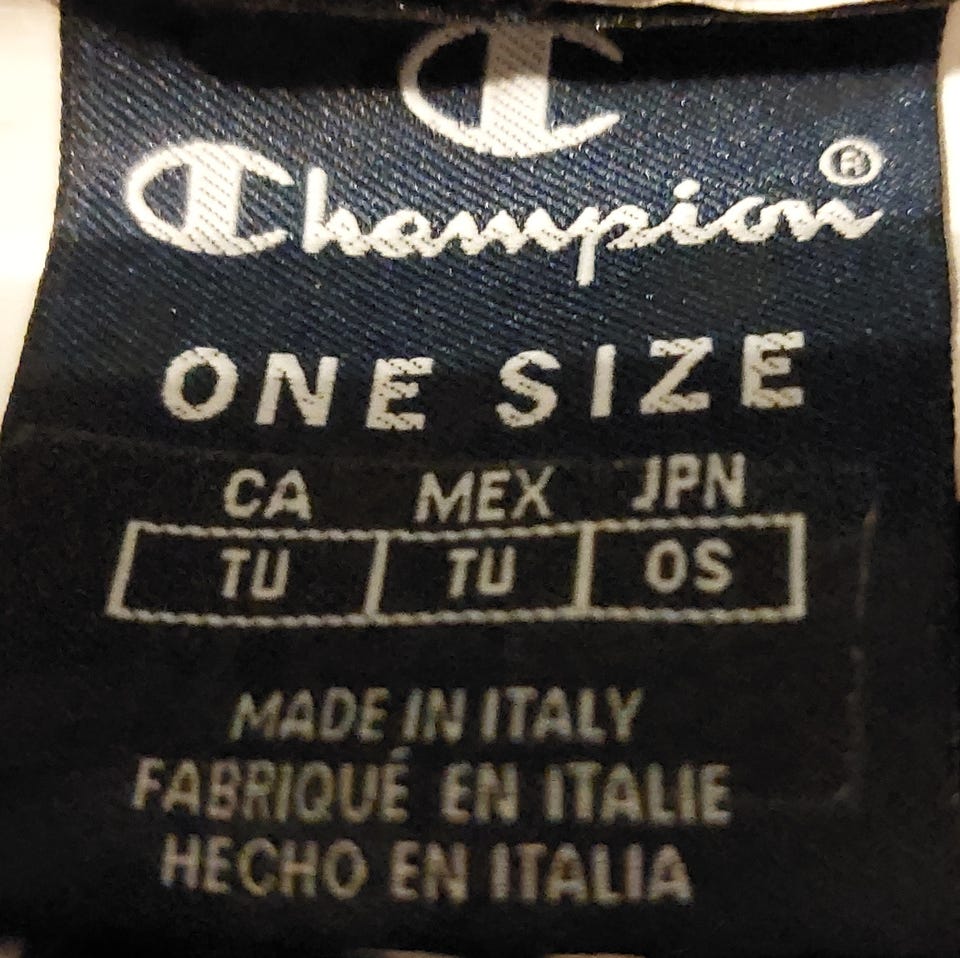 C
Champion®
ONE SIZE
CA MEX JPN
TU TU OS
MADE IN ITALY
FABRIQUÉ EN ITALIE
HECHO EN ITALIA